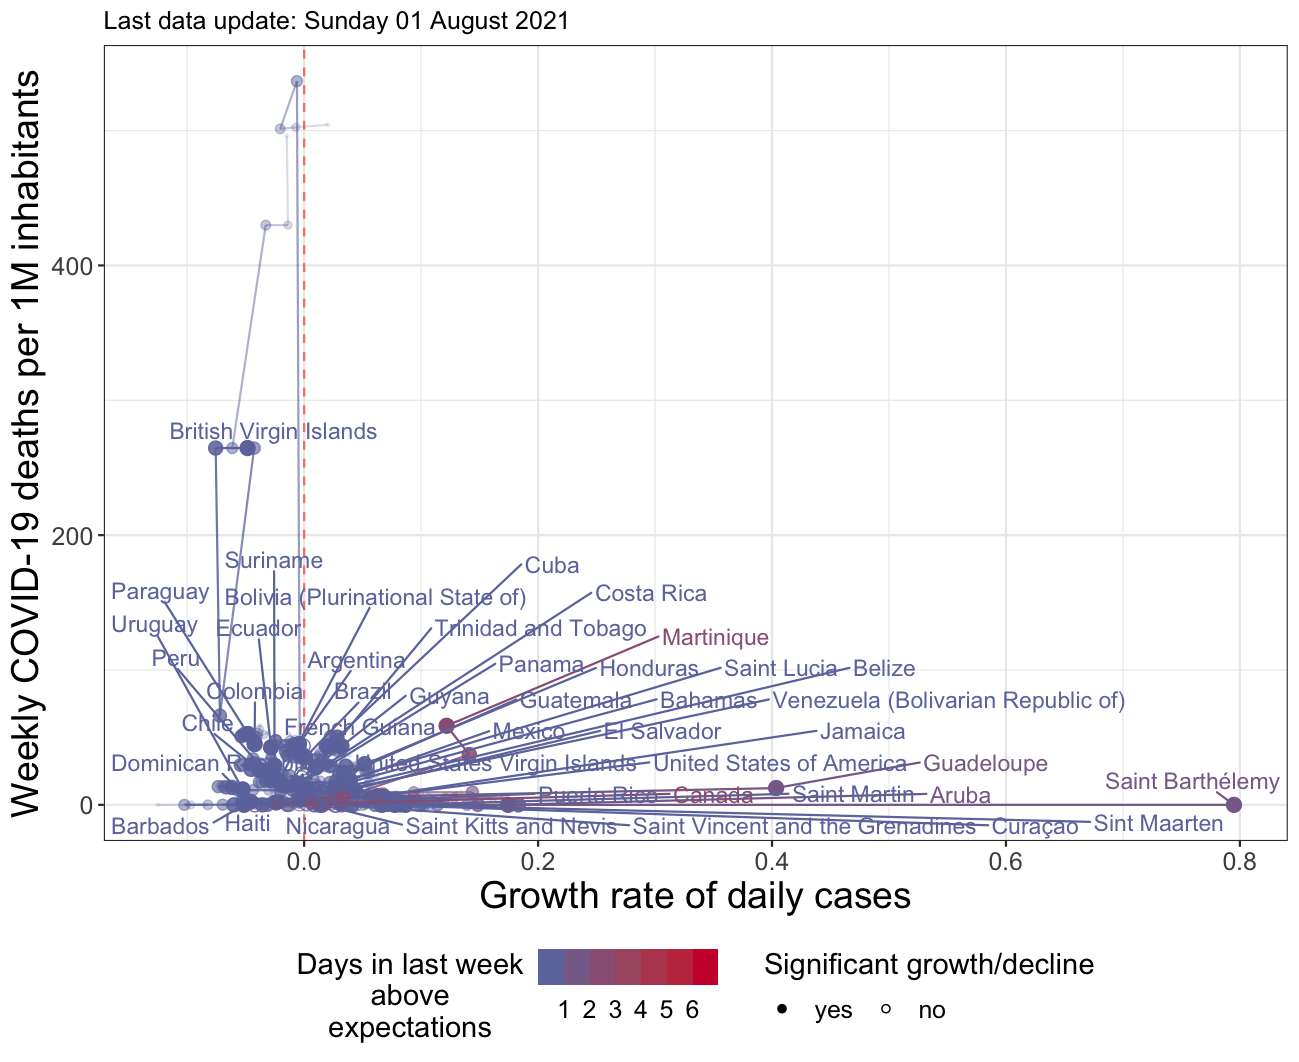 Last data update: Sunday 01 August 2021
Weekly COVID-19 deaths per 1M inhabitants
400
200
0
British Virgin Islands
Suriname
Cuba
Paraguay
Bolivia (Plurinational State of)
Costa Rica
Uruguay
Ecuador
Trinidad and Tobago
Martinique
Peru
Argentina
Panama
Honduras
Saint Lucia
Belize
Colombia
Brazil
Guyana
Guatemala
Bahamas
Venezuela (Bolivarian Republic of)
Chile
French Guiana
Mexico
El Salvador
Jamaica
Dominican R
United States Virgin Islands
United States of America
Guadeloupe
Saint Barthélemy
Puerto Rico
Canada
Saint Martin
Aruba
Barbados
Haiti
Nicaragua
Saint Kitts and Nevis
Saint Vincent and the Grenadines
Curaçao
Sint Maarten
0.0 0.2 0.4 0.6 0.8
Growth rate of daily cases
Days in last week
above
expectations
1 2 3 4 5 6
Significant growth/decline
yes no